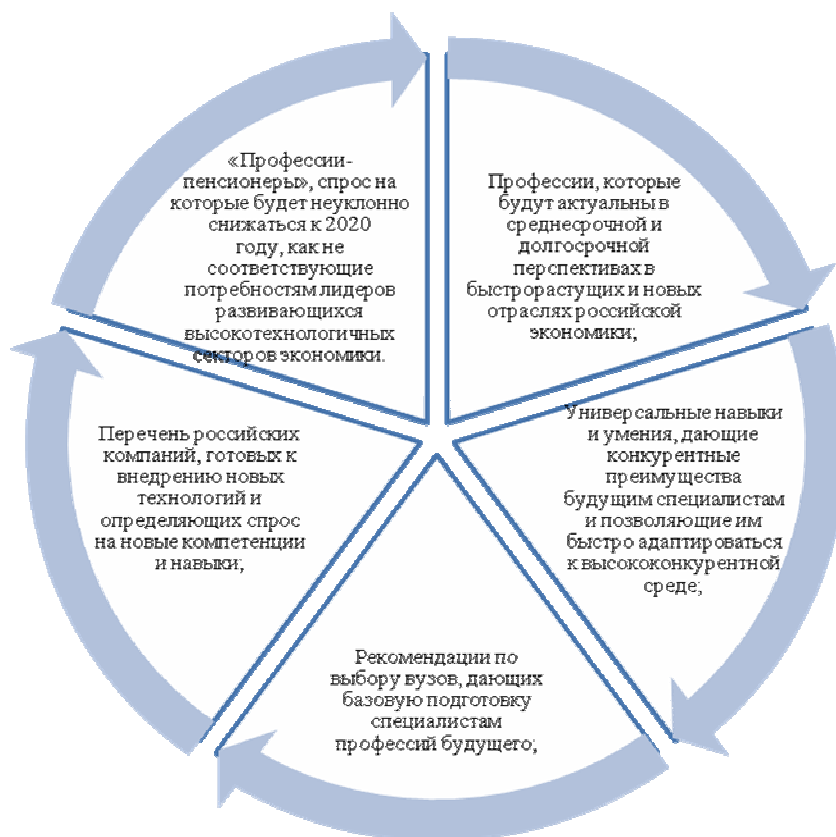 Профессии, которые
будут актуальны в
среднесрочной и
долгосрочной
перспективах в
быстрорастущих и новых
отраслях российской
экономики;
Универсальные навыки
и умения, дающие
конкурентные
преимущества
будущим специалистам
и позволяющие им
быстро адаптироваться
к высококонкурентной
среде;
Рекомендации по
выбору вузов, дающих
базовую подготовку
специалистам
профессий будущего;
Перечень российских
компаний, готовых к
внедрению новых
технологий и
определяющих спрос
на новые компетенции
и навыки;
«Профессии-
пенсионеры», спрос на
которые будет неуклонно
снижаться к 2020
году, как не
соответствующие
потребностям лидеров
развивающихся
высокотехнологичных
секторов экономики.